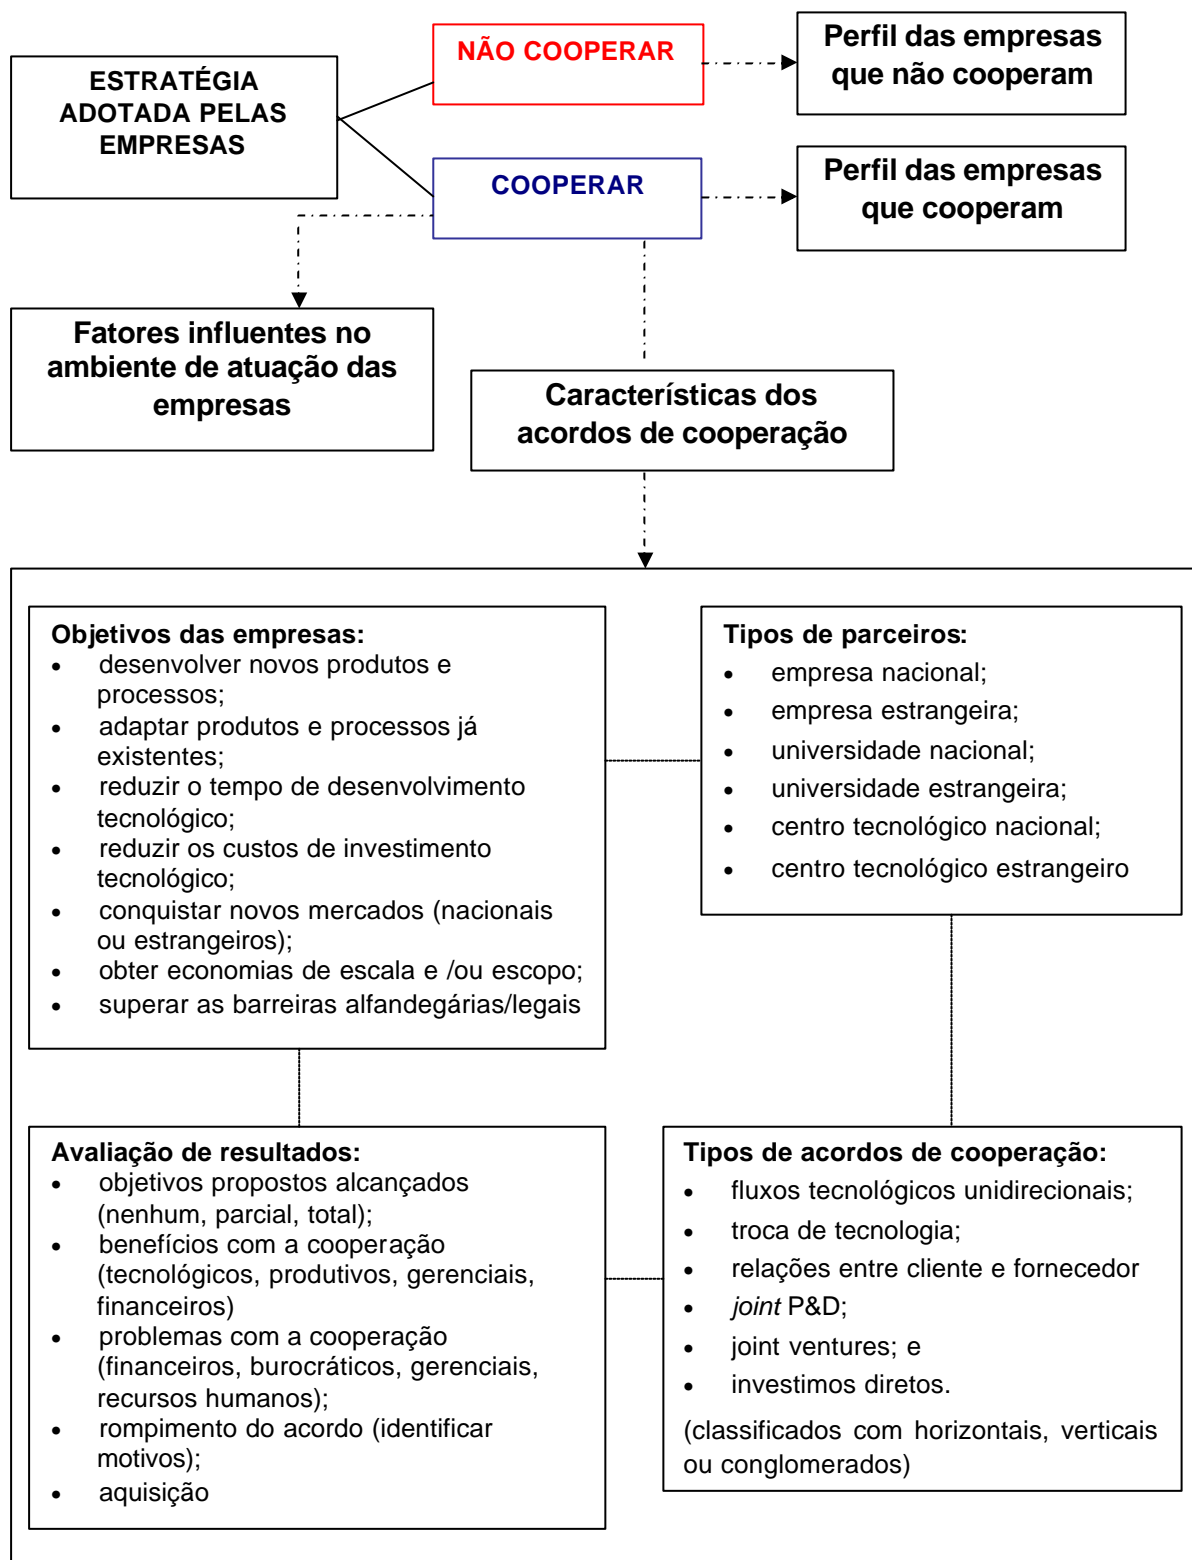 ESTRATÉGIA
ADOTADA PELAS
EMPRESAS
NÃO COOPERAR
Perfil das empresas
que não cooperam
COOPERAR
Perfil das empresas
que cooperam
Fatores influentes no
ambiente de atuação das
empresas
Características dos
acordos de cooperação
Objetivos das empresas:
• desenvolver novos produtos e
processos;
• adaptar produtos e processos já
existentes;
• reduzir o tempo de desenvolvimento
tecnológico;
• reduzir os custos de investimento
tecnológico;
• conquistar novos mercados (nacionais
ou estrangeiros);
• obter economias de escala e /ou escopo;
• superar as barreiras alfandegárias/legais
Tipos de parceiros:
• empresa nacional;
• empresa estrangeira;
• universidade nacional;
• universidade estrangeira;
• centro tecnológico nacional;
• centro tecnológico estrangeiro
Avaliação de resultados:
• objetivos propostos alcançados
(nenhum, parcial, total);
• benefícios com a cooperação
(tecnológicos, produtivos, gerenciais,
financeiros)
• problemas com a cooperação
(financeiros, burocráticos, gerenciais,
recursos humanos);
• rompimento do acordo (identificar
motivos);
• aquisição
Tipos de acordos de cooperação:
• fluxos tecnológicos unidirecionais;
• troca de tecnologia;
• relações entre cliente e fornecedor
• joint P&D;
• joint ventures; e
• investimos diretos.
(classificados com horizontais, verticais
ou conglomerados)